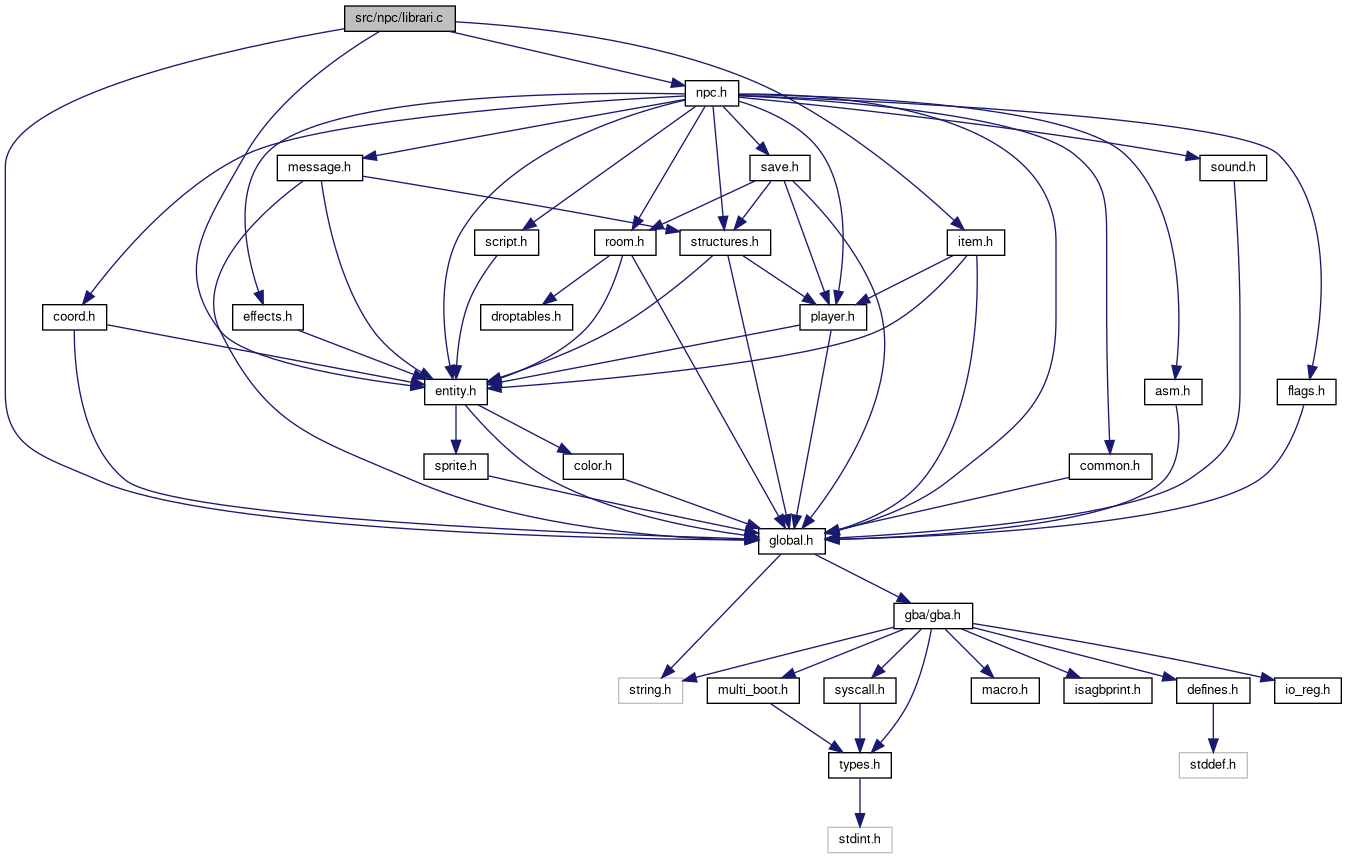 src/npc/librari.c
npc.h
message.h
save.h
sound.h
script.h
room.h
structures.h
item.h
coord.h
effects.h
droptables.h
player.h
entity.h
asm.h
flags.h
sprite.h
color.h
common.h
global.h
gba/gba.h
string.h
multi_boot.h
syscall.h
macro.h
isagbprint.h
defines.h
io_reg.h
types.h
stddef.h
stdint.h